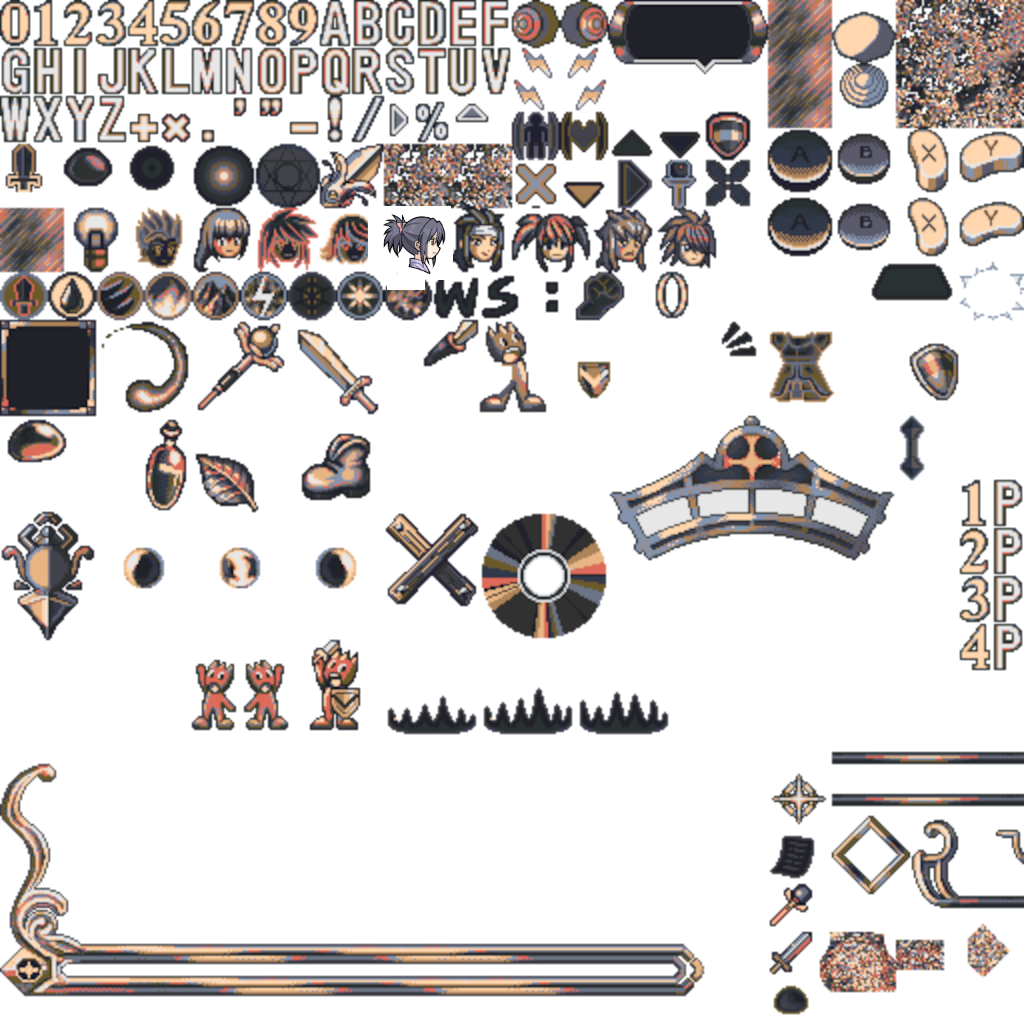 0123456789ABCDEF
GHIJKLMNOPQRSTUV
WXYZ+×.'"-!/%
A B X Y
A B X Y
WS:
1P
2P
3P
4P